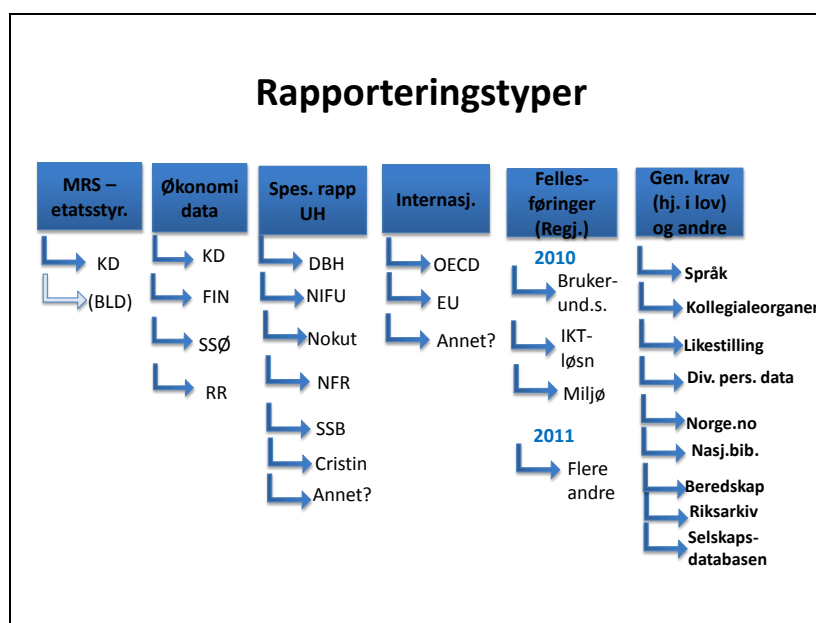 Rapporteringstyper
MRS –
etatsstyr.
KD
(BLD)
Økonomi
data
KD
FIN
SSØ
RR
Spes. rapp
UH
DBH
NIFU
Nokut
NFR
SSB
Cristin
Annet?
Internasj.
OECD
EU
Annet?
Felles-
føringer
(Regj.)
2010
Bruker-
und.s.
IKT-
løsn
Miljø
2011
Flere
andre
Gen. krav
(hj. i lov)
og andre
Språk
Kollegialeorganer
Likestilling
Div. pers. data
Norge.no
Nasj.bib.
Beredskap
Riksarkiv
Selskaps-
databasen